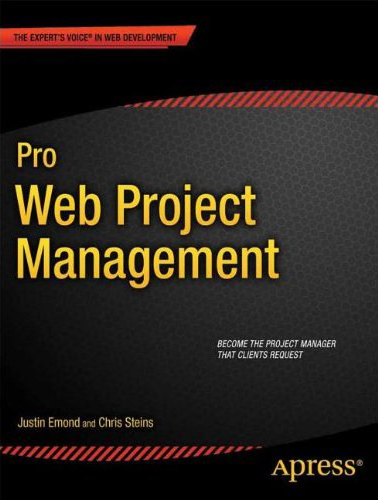 THE EXPERT'S VOICE® IN WEB DEVELOPMENT
Pro
Web Project
Management
BECOME THE PROJECT MANAGER
THAT CLIENTS REQUEST
Justin Emond and Chris Steins
Apress®